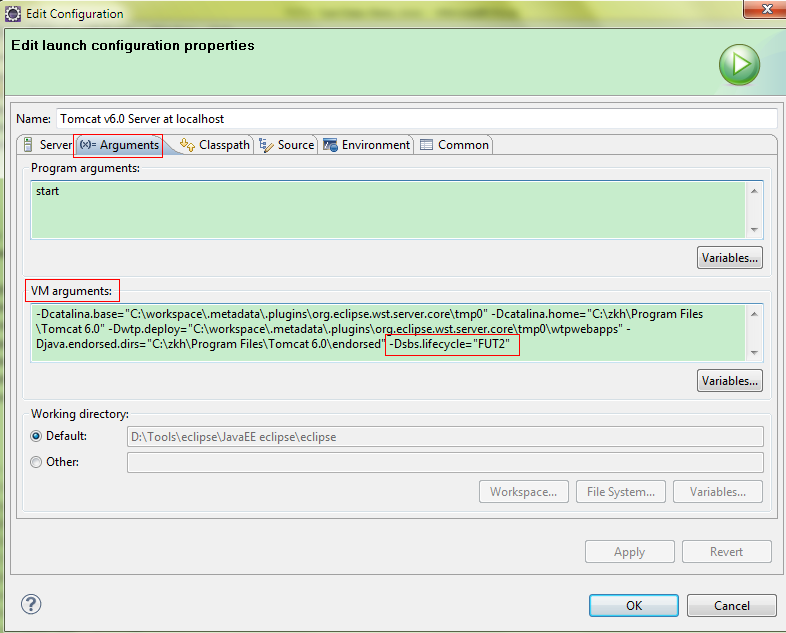 Edit Configuration
Edit launch configuration properties
Name: Tomcat v6.0 Server at localhost
Server (x)= Arguments Classpath Source Environment Common
Program arguments:
start
Variables...
VM arguments:
-Dcatalina.base="C:\workspace\.metadata\.plugins\org.eclipse.wst.server.core\tmp0" -Dcatalina.home="C:\zkh\Program Files
\Tomcat 6.0" -Dwtp.deploy="C:\workspace\.metadata\.plugins\org.eclipse.wst.server.core\tmp0\wtpwebapps" -
Djava.endorsed.dirs="C:\zkh\Program Files\Tomcat 6.0\endorsed" -Dsbs.lifecycle="FUT2"
Variables...
Working directory:
Default: D:\Tools\eclipse\JavaEE eclipse\eclipse
Other:
Workspace... File System... Variables...
Apply Revert
? OK Cancel